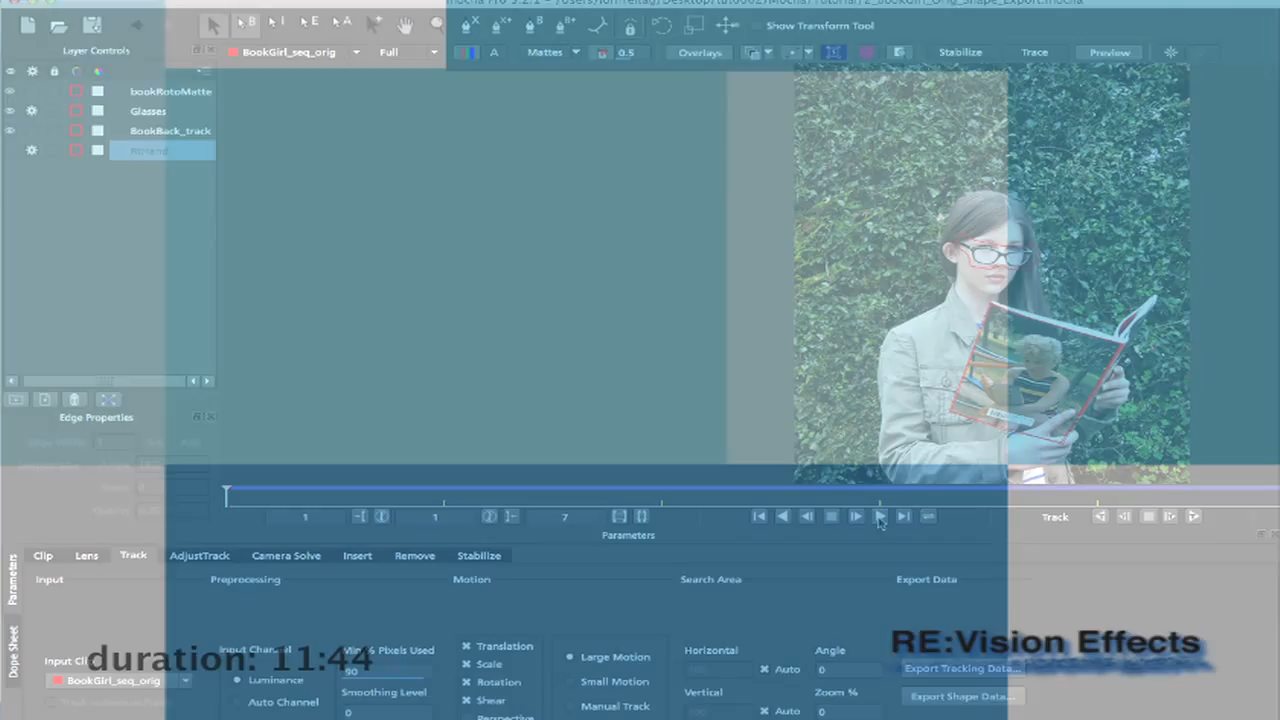 Show Transform Tool
Layer Controls
BookGirl_seq_orig
Full
A
Mattes
0.5
Overlays
Stabilize
Trace
Preview
bookRotoMatte
Glasses
BookBack_track
Edge Properties
1
1
7
Track
Parameters
Clip
Lens
Track
AdjustTrack
Camera Solve
Insert
Remove
Stabilize
Parameters
Dope Sheet
Input
Preprocessing
Motion
Search Area
Export Data
Input Channel
Luminance
Auto Channel
Min % Pixels Used
90
Smoothing Level
0
Translation
Scale
Rotation
Shear
Perspective
Large Motion
Small Motion
Manual Track
Horizontal
Auto
Vertical
Auto
Angle
0
Zoom %
0
BookGirl_seq_orig
duration: 11:44
RE:Vision Effects
Export Tracking Data...
Export Shape Data...